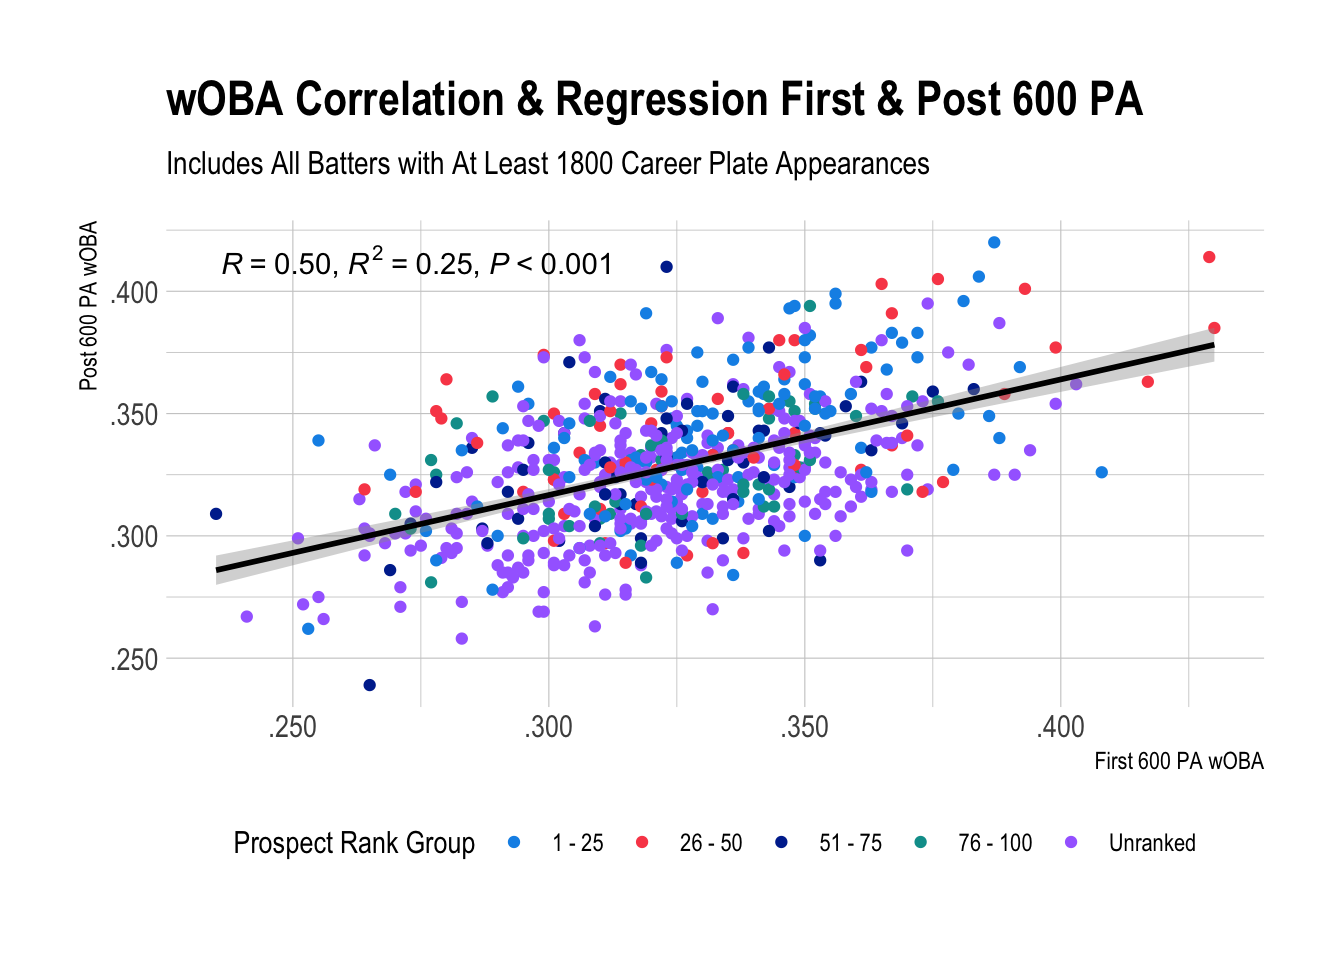 wOBA Correlation & Regression First & Post 600 PA
Includes All Batters with At Least 1800 Career Plate Appearances
Post 600 PA wOBA
R = 0.50, R² = 0.25, P < 0.001
.400
.350
.300
.250
.250 .300 .350 .400
First 600 PA wOBA
Prospect Rank Group 1 - 25 26 - 50 51 - 75 76 - 100 Unranked